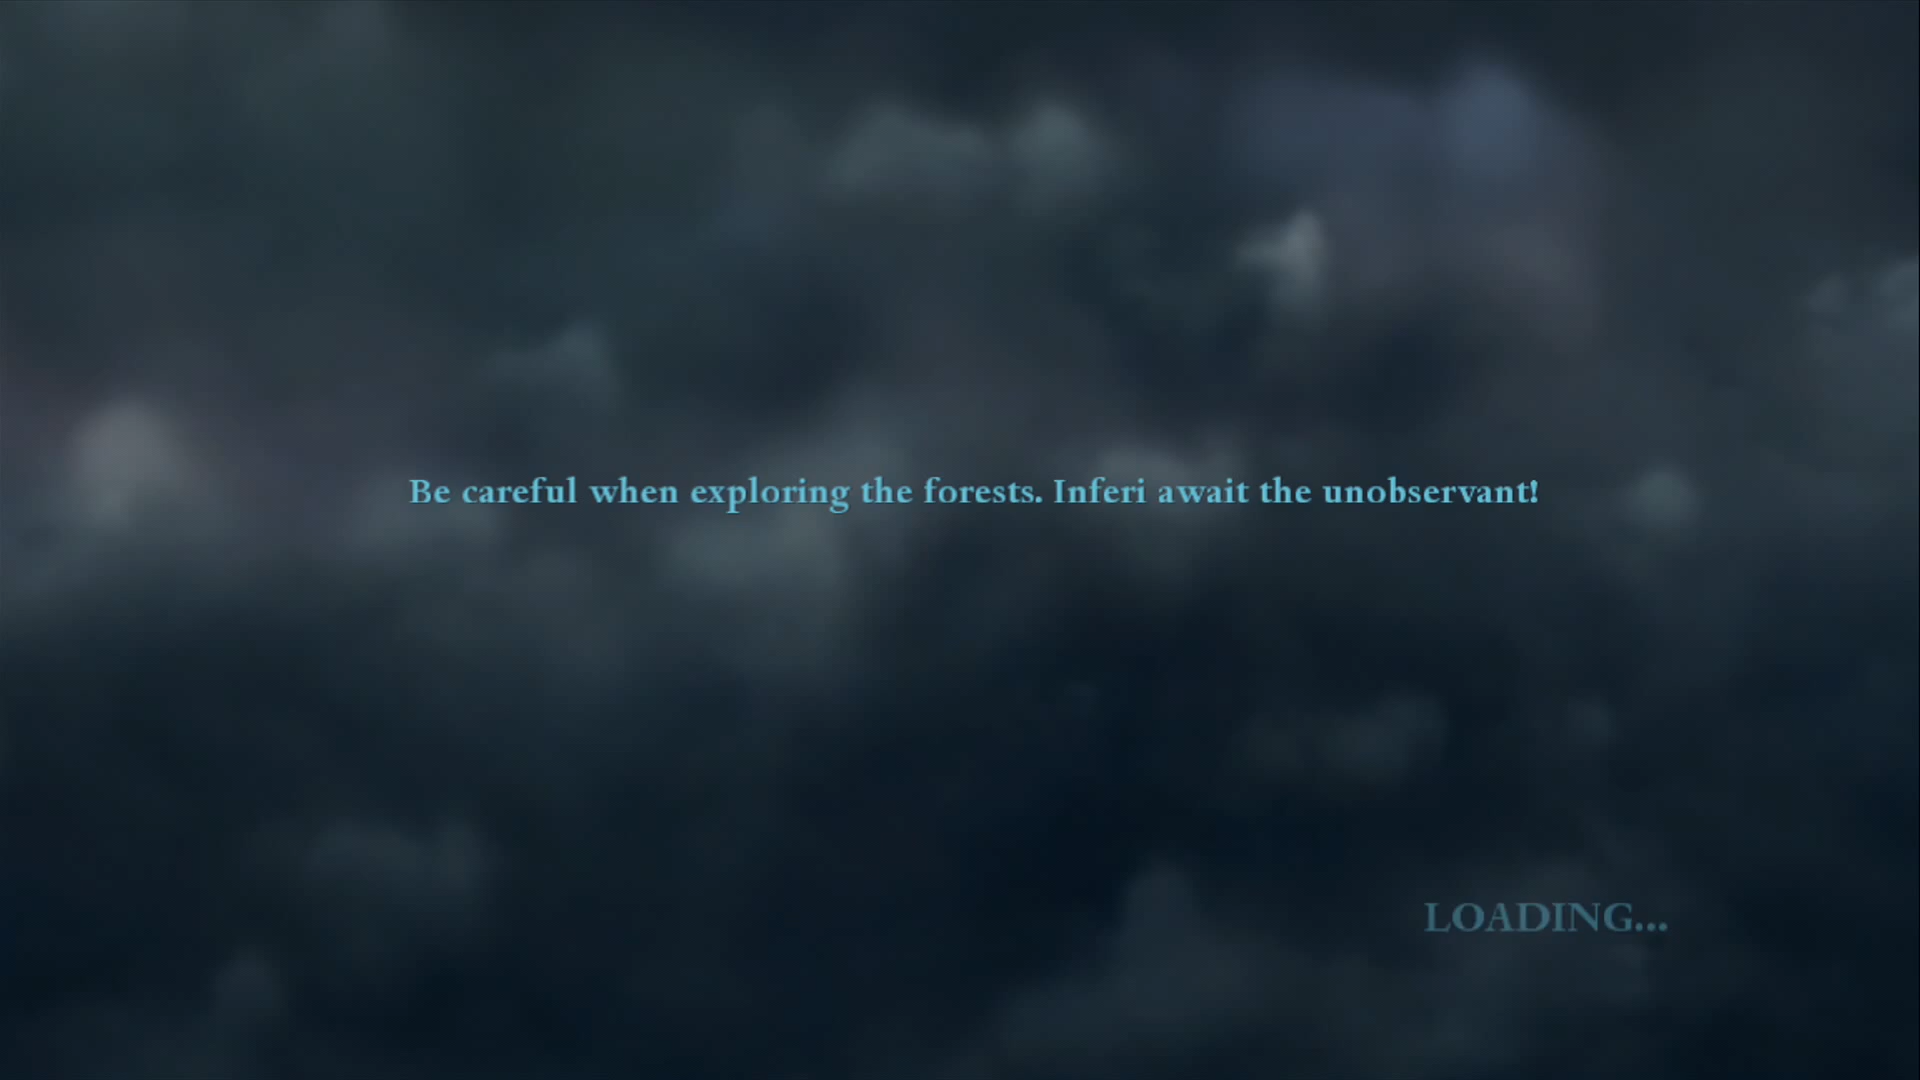 Be careful when exploring the forests. Inferi await the unobservant!
LOADING...